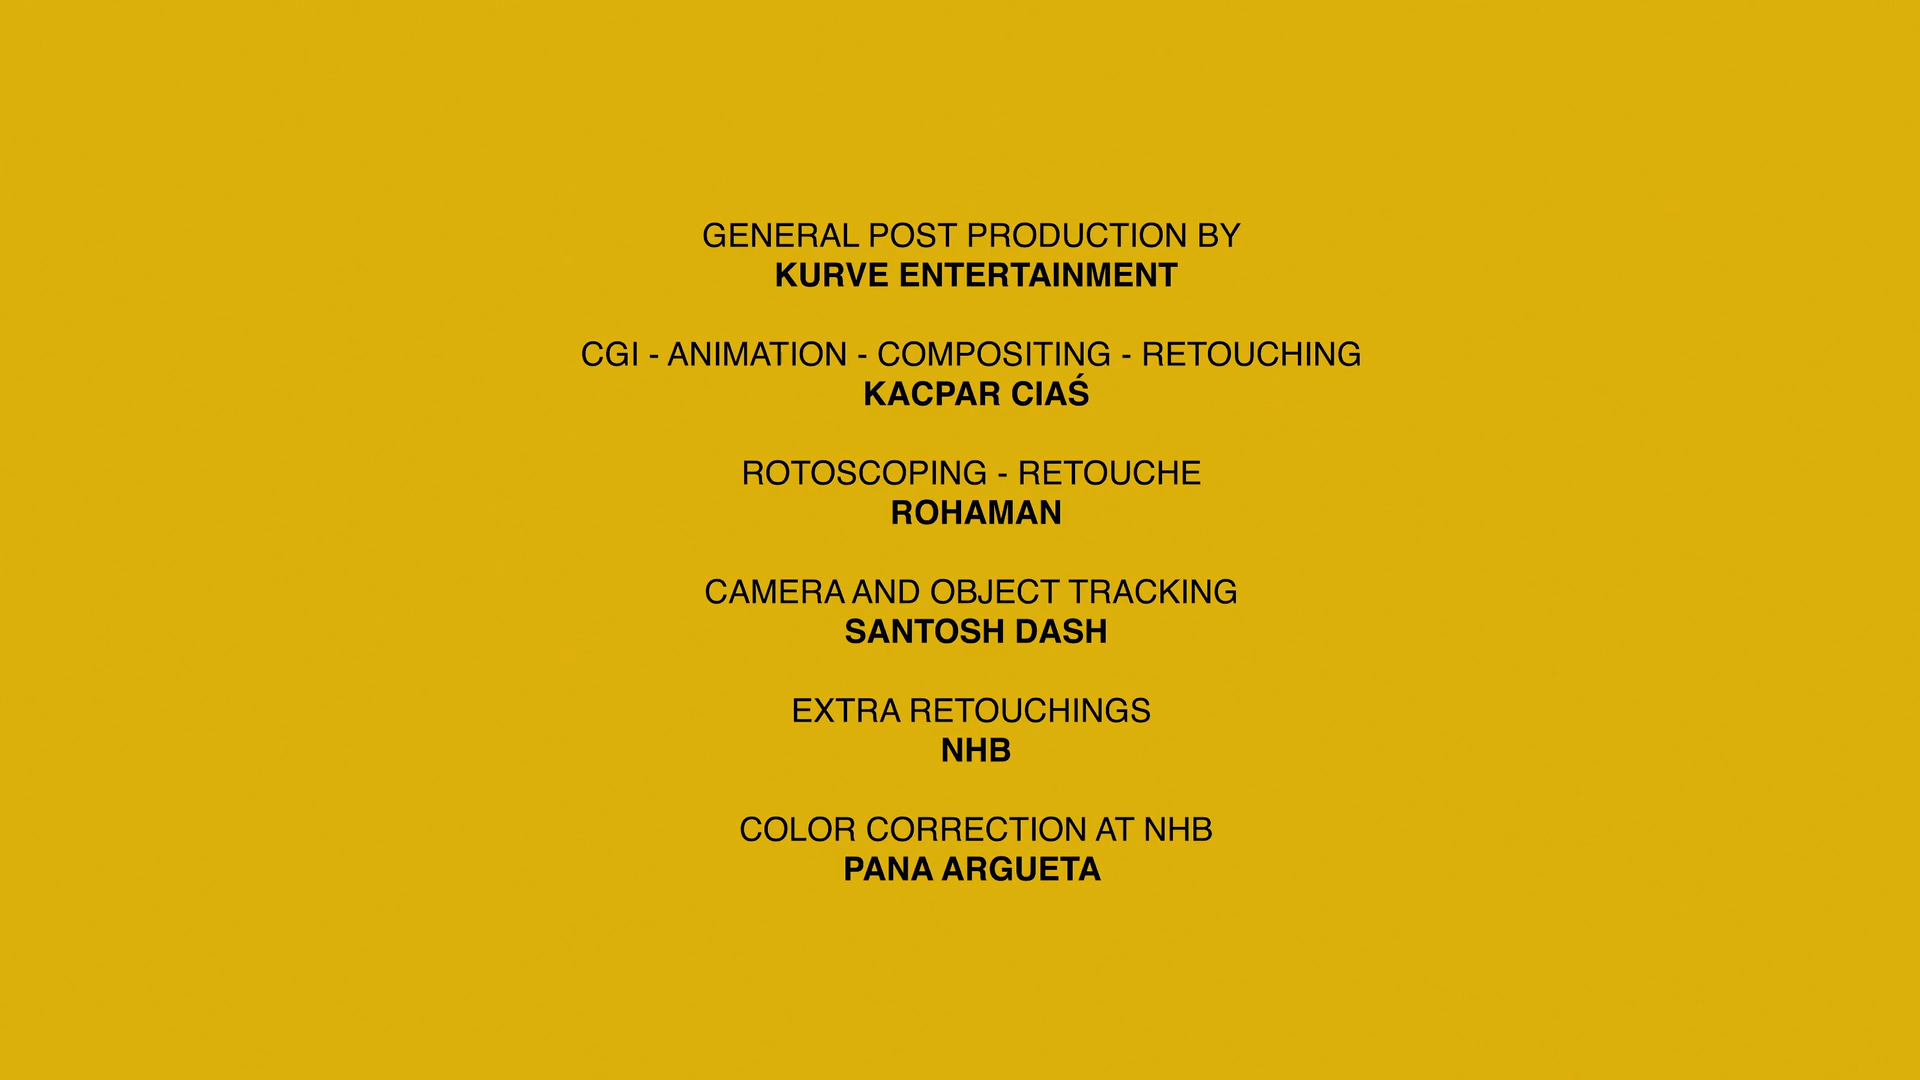 GENERAL POST PRODUCTION BY
KURVE ENTERTAINMENT
CGI - ANIMATION - COMPOSITING - RETOUCHING
KACPAR CIAŚ
ROTOSCOPING - RETOUCHE
ROHAMAN
CAMERA AND OBJECT TRACKING
SANTOSH DASH
EXTRA RETOUCHINGS
NHB
COLOR CORRECTION AT NHB
PANA ARGUETA